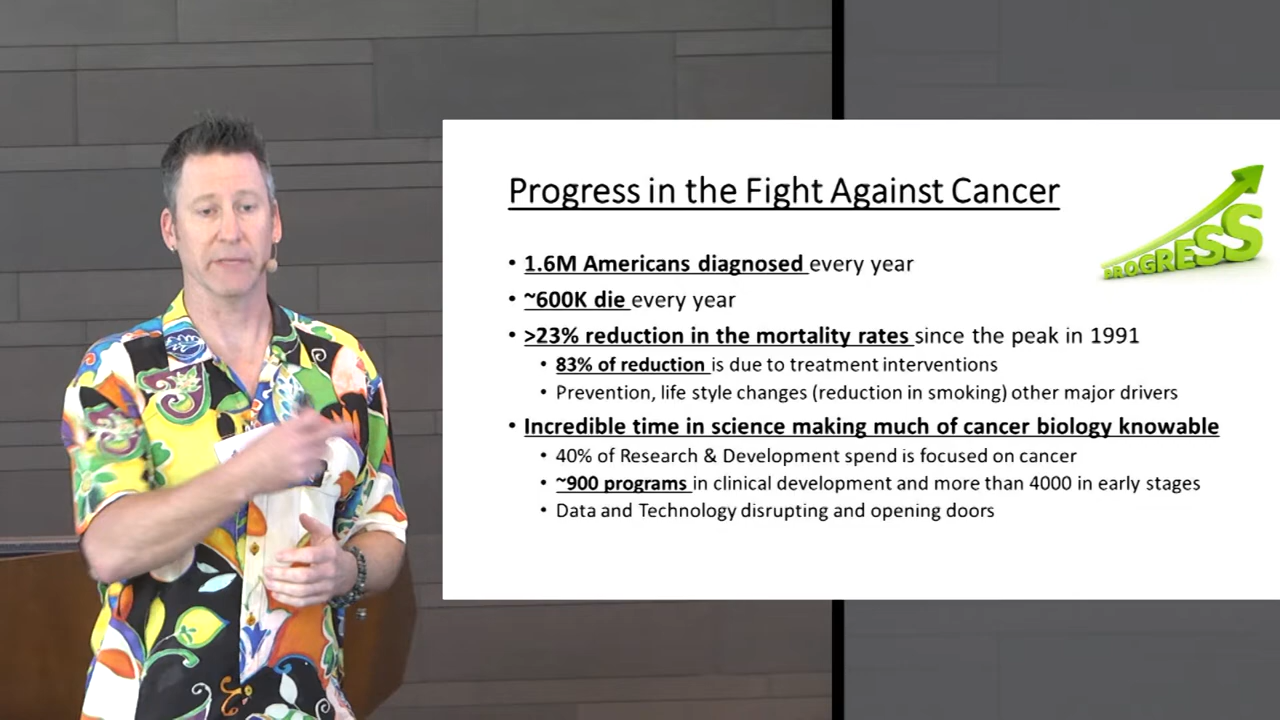 Progress in the Fight Against Cancer
PROGRESS
• 1.6M Americans diagnosed every year
• ~600K die every year
• >23% reduction in the mortality rates since the peak in 1991
• 83% of reduction is due to treatment interventions
• Prevention, life style changes (reduction in smoking) other major drivers
• Incredible time in science making much of cancer biology knowable
• 40% of Research & Development spend is focused on cancer
• ~900 programs in clinical development and more than 4000 in early stages
• Data and Technology disrupting and opening doors